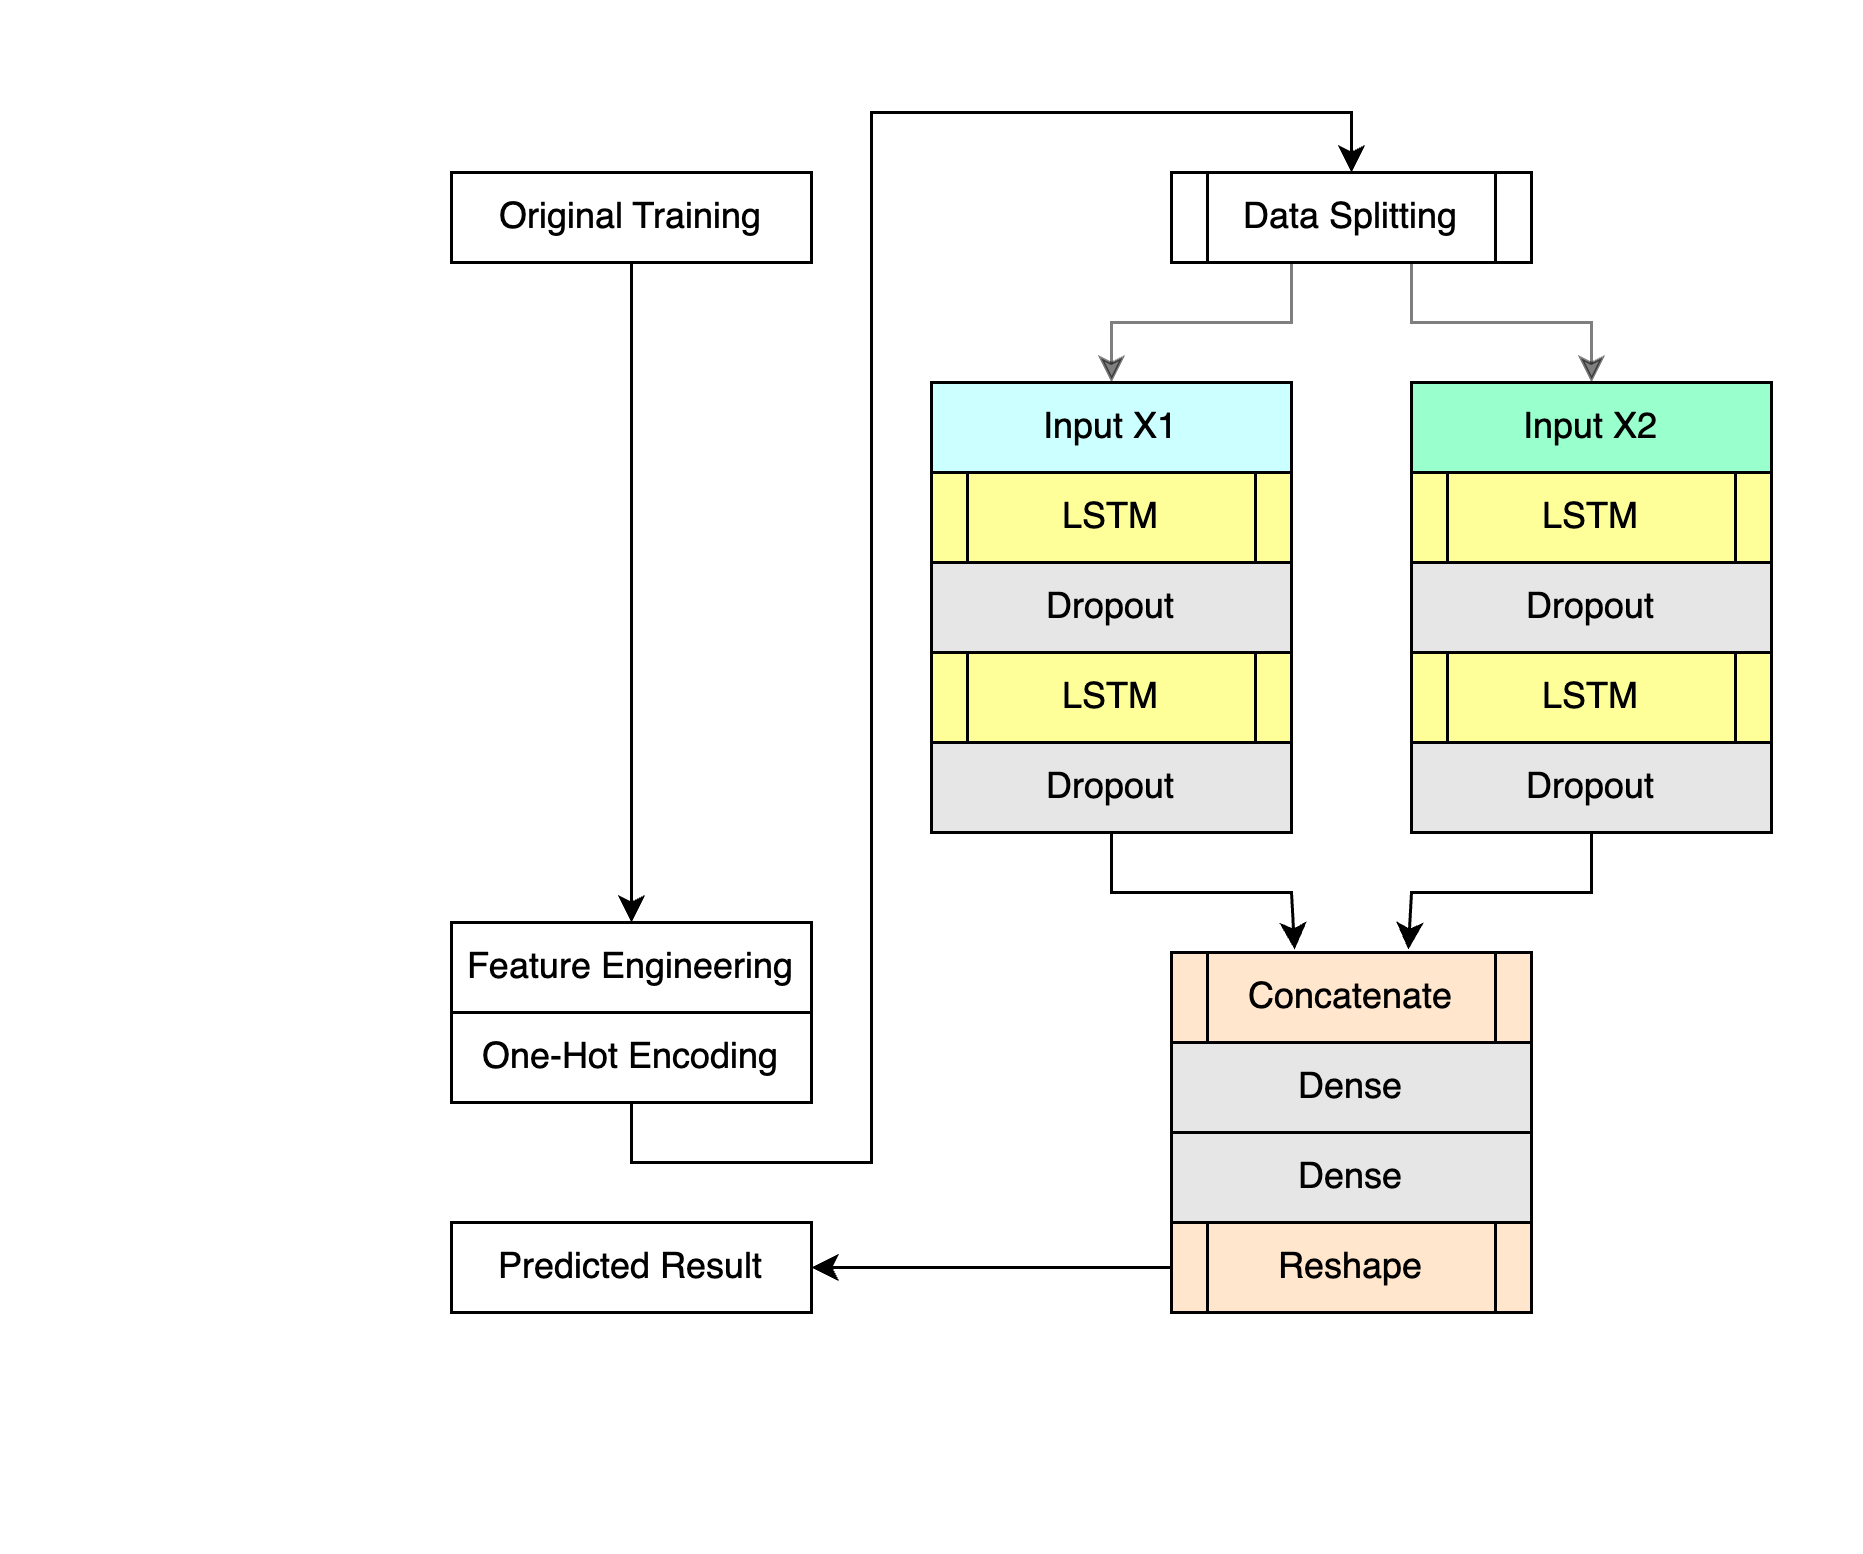 Original Training
Feature Engineering
One-Hot Encoding
Data Splitting
Input X1
LSTM
Dropout
LSTM
Dropout
Input X2
LSTM
Dropout
LSTM
Dropout
Concatenate
Dense
Dense
Reshape
Predicted Result